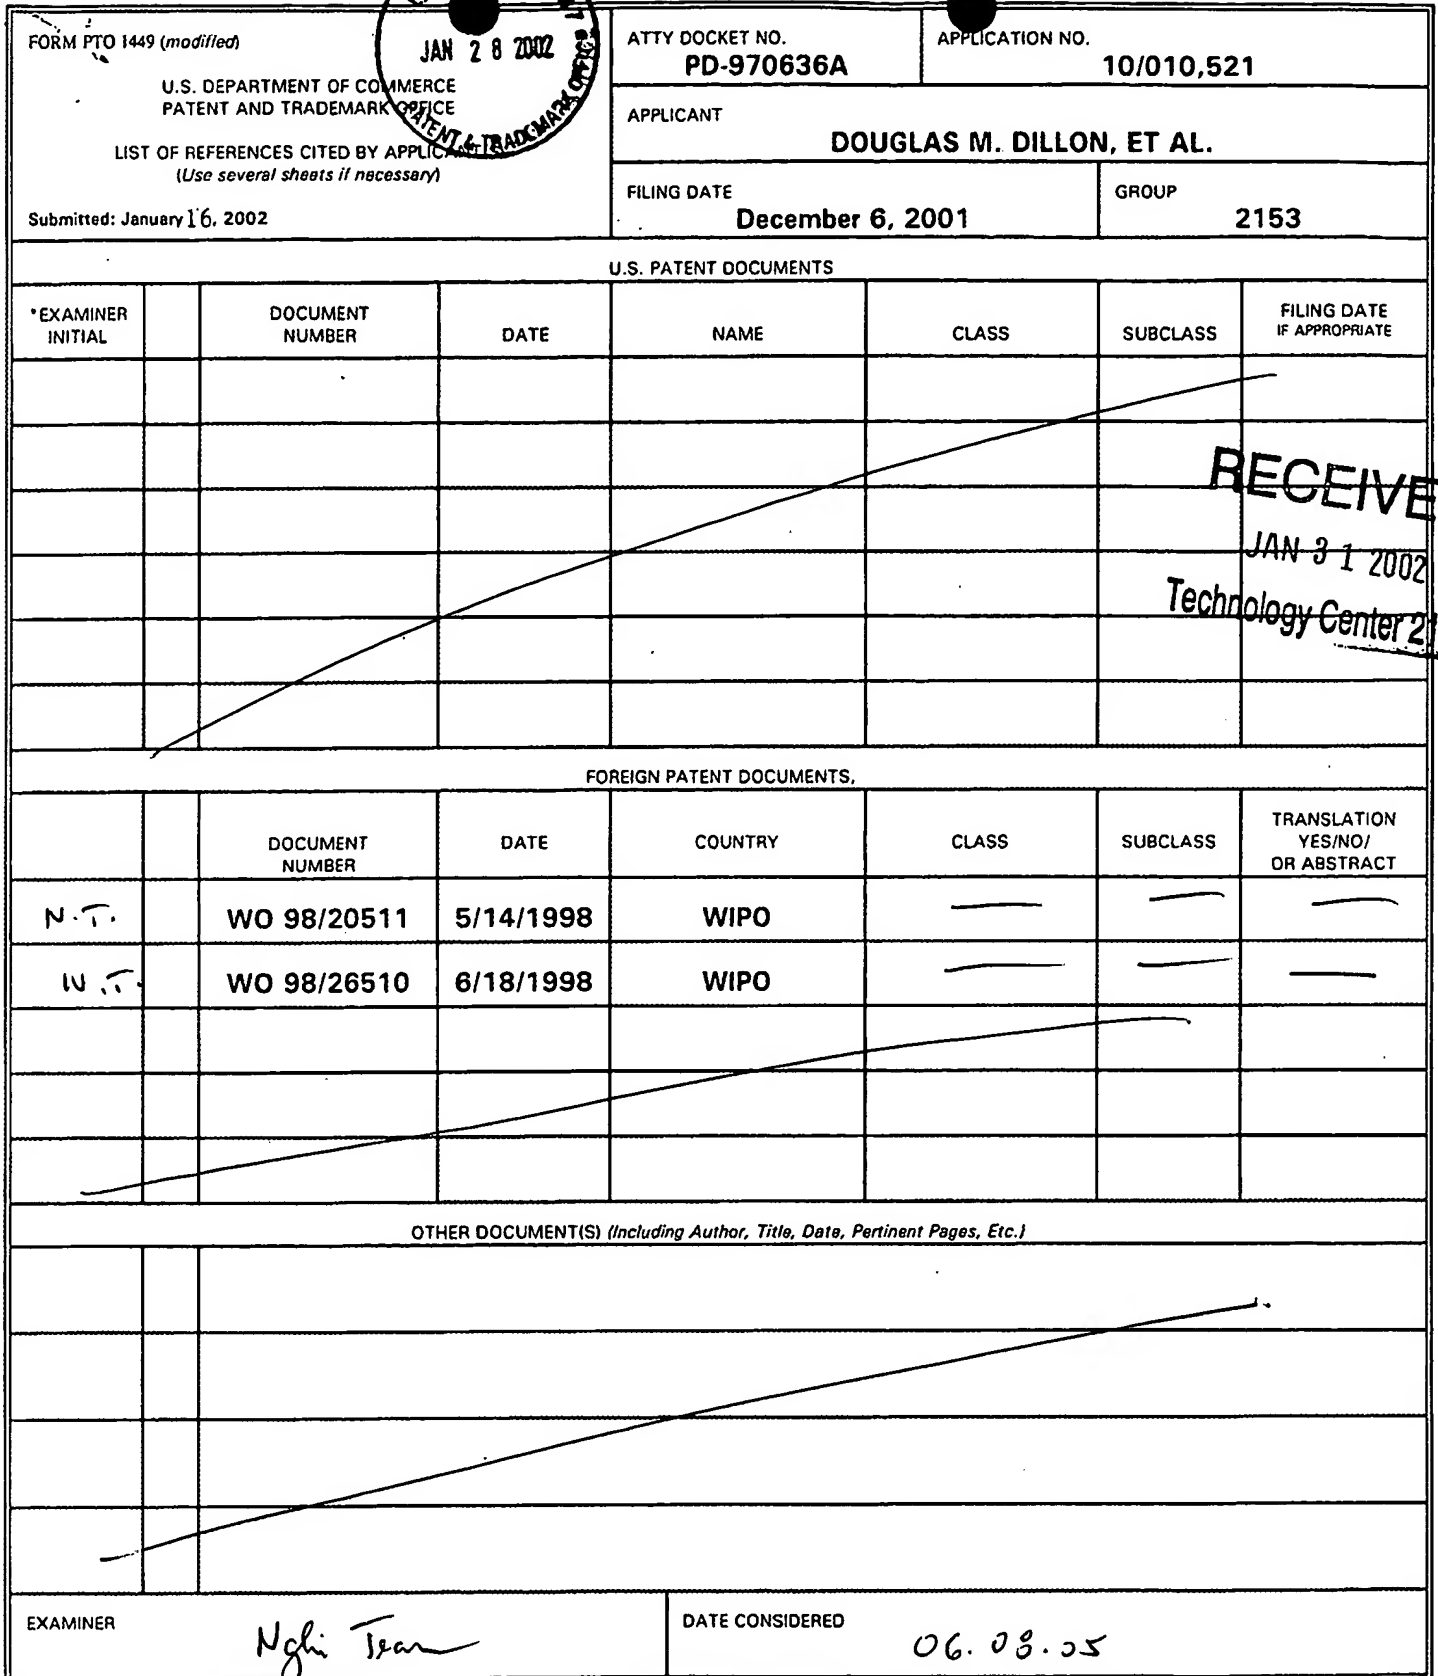 FORM PTO 1449 (modified)
U.S. DEPARTMENT OF COMMERCE
PATENT AND TRADEMARK OFFICE
LIST OF REFERENCES CITED BY APPLICANT(S)
(Use several sheets if necessary)
Submitted: January 16, 2002
JAN 28 2002
PATENT & TRADEMARK OFFICE
ATTY DOCKET NO.
PD-970636A
APPLICATION NO.
10/010,521
APPLICANT
DOUGLAS M. DILLON, ET AL.
FILING DATE
December 6, 2001
GROUP
2153
U.S. PATENT DOCUMENTS
*EXAMINER INITIAL DOCUMENT NUMBER DATE NAME CLASS SUBCLASS FILING DATE IF APPROPRIATE
RECEIVE
JAN 31 2002
Technology Center 21
FOREIGN PATENT DOCUMENTS,
DOCUMENT NUMBER DATE COUNTRY CLASS SUBCLASS TRANSLATION YES/NO/ OR ABSTRACT
N.T. WO 98/20511 5/14/1998 WIPO
N.T. WO 98/26510 6/18/1998 WIPO
OTHER DOCUMENT(S) (Including Author, Title, Date, Pertinent Pages, Etc.)
EXAMINER
Nghi Tran
DATE CONSIDERED
06.08.05